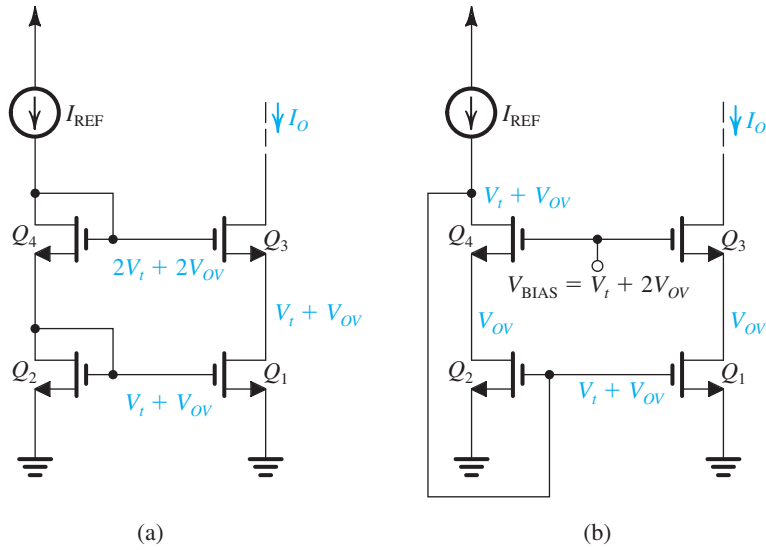 I_REF
I_O
Q_4
Q_3
2V_t + 2V_OV
V_t + V_OV
Q_2
Q_1
V_t + V_OV
(a)
I_REF
I_O
V_t + V_OV
Q_4
Q_3
V_BIAS = V_t + 2V_OV
V_OV
V_OV
Q_2
Q_1
V_t + V_OV
(b)